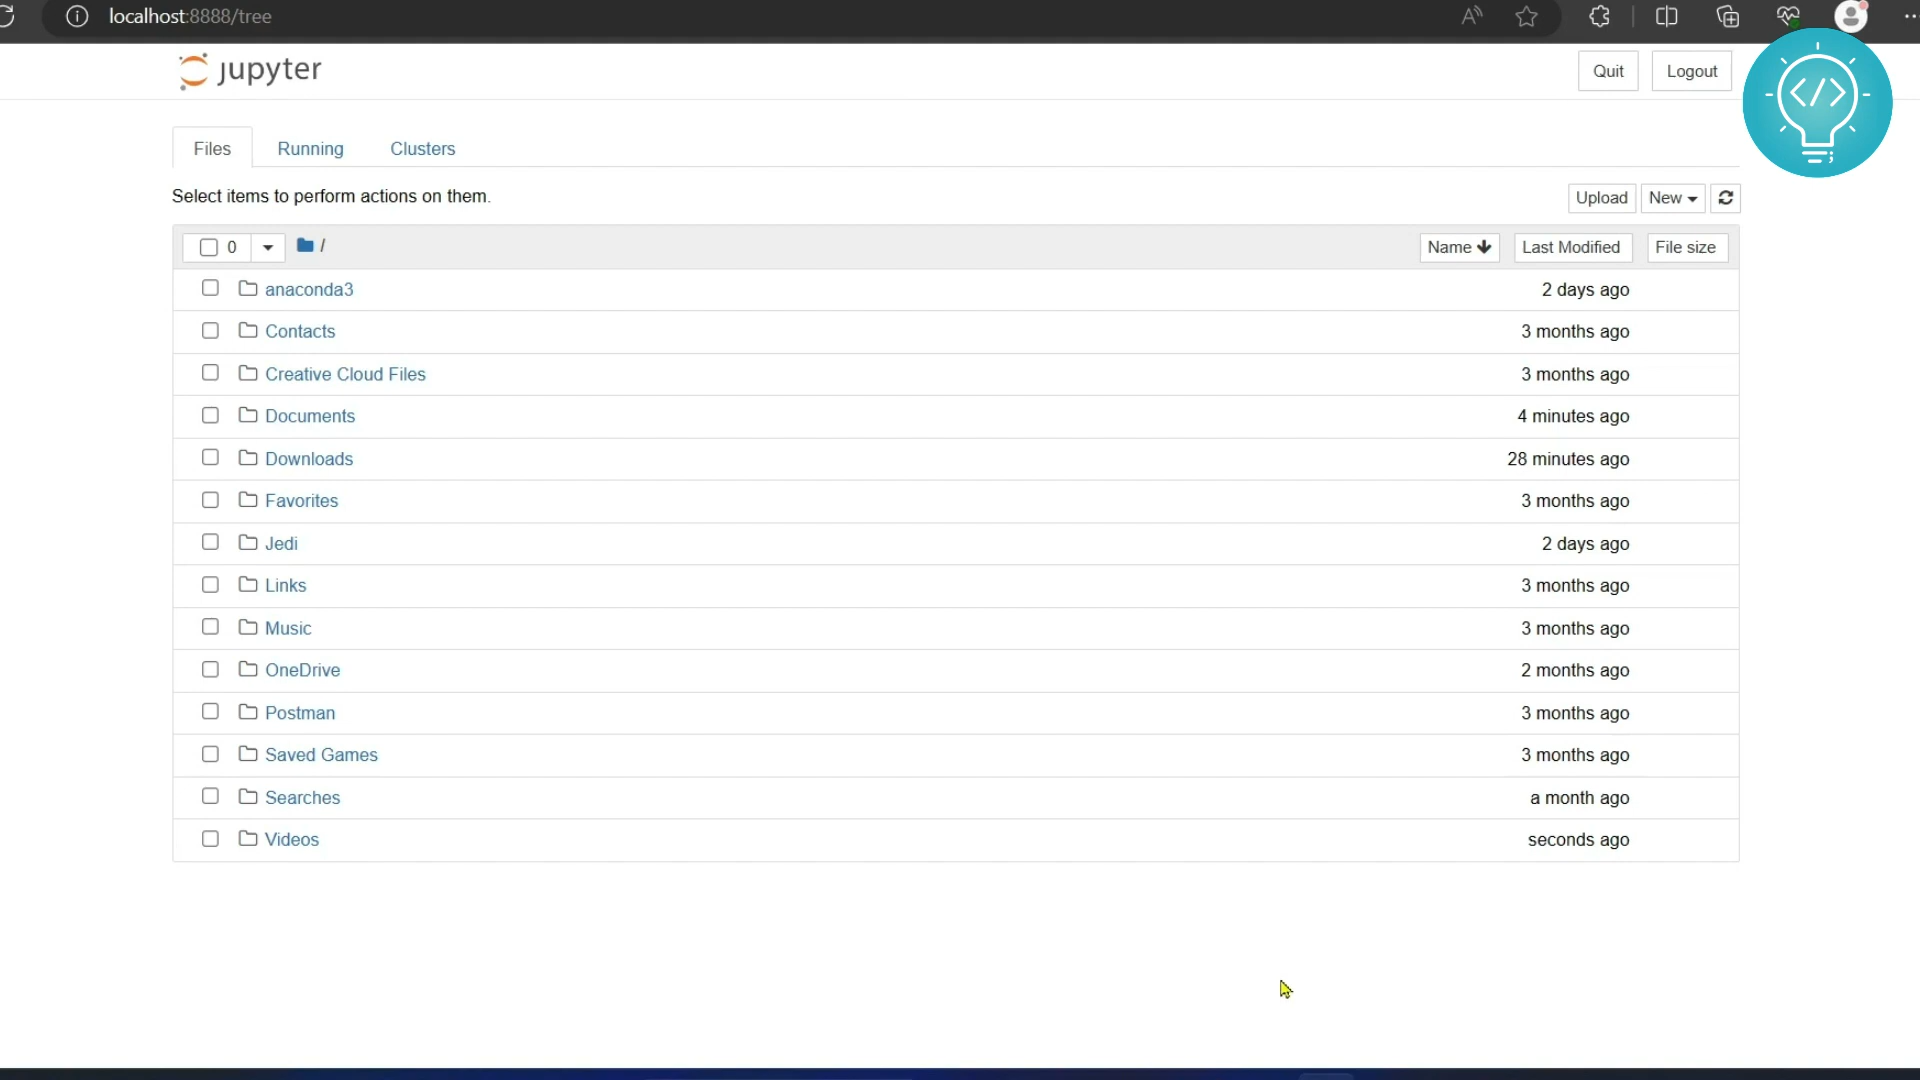 localhost:8888/tree
jupyter
Quit
Logout
</>
;
Files
Running
Clusters
Select items to perform actions on them.
Upload
New
0
/
Name
Last Modified
File size
anaconda3 2 days ago
Contacts 3 months ago
Creative Cloud Files 3 months ago
Documents 4 minutes ago
Downloads 28 minutes ago
Favorites 3 months ago
Jedi 2 days ago
Links 3 months ago
Music 3 months ago
OneDrive 2 months ago
Postman 3 months ago
Saved Games 3 months ago
Searches a month ago
Videos seconds ago